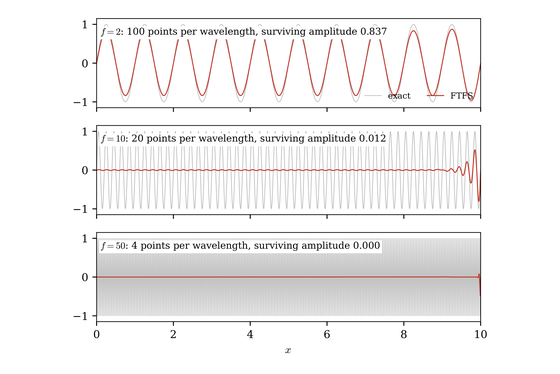 1
0
−1
f = 2: 100 points per wavelength, surviving amplitude 0.837
exact
FTFS
1
0
−1
f = 10: 20 points per wavelength, surviving amplitude 0.012
1
0
−1
f = 50: 4 points per wavelength, surviving amplitude 0.000
0 2 4 6 8 10
x